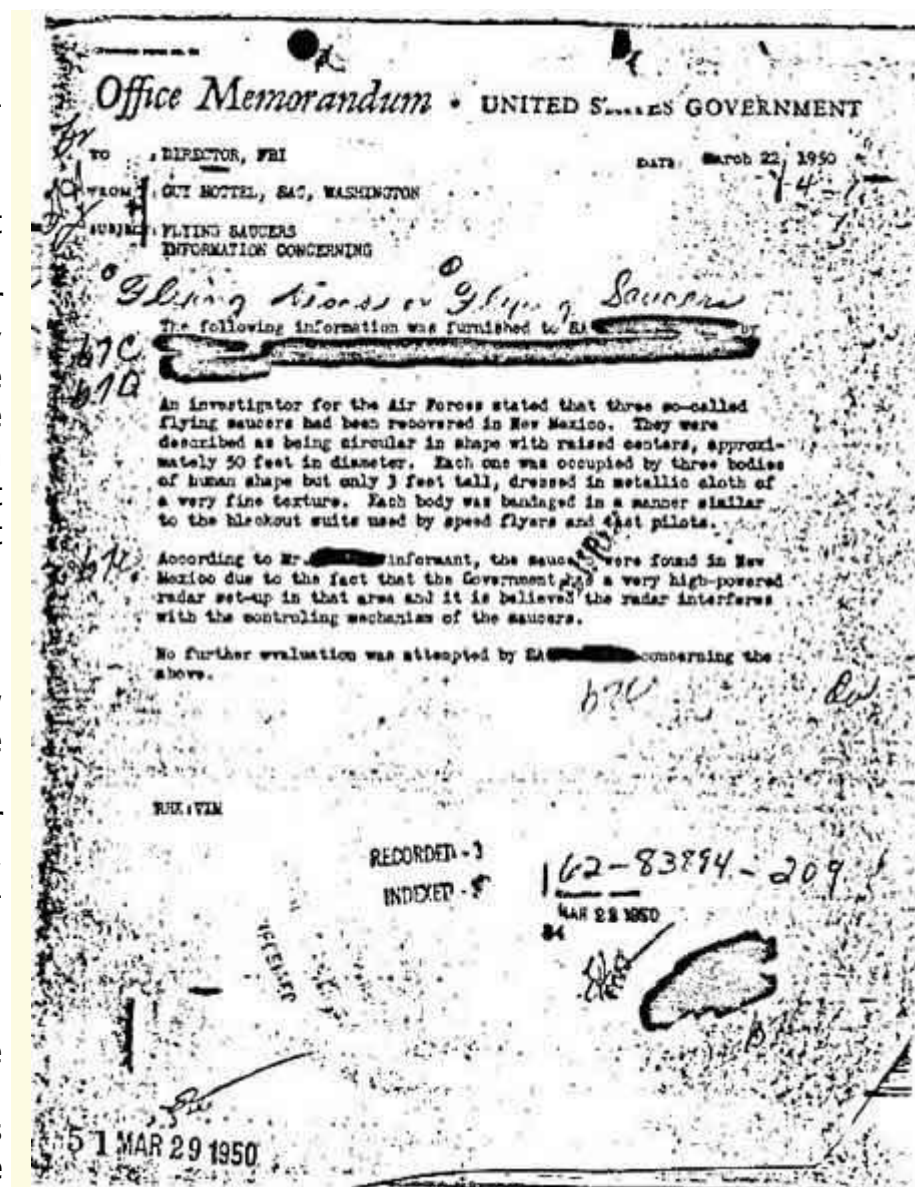 Office Memorandum • UNITED S....ES GOVERNMENT
TO : DIRECTOR, FBI DATE: March 22, 1950
FROM : GUY HOTTEL, SAC, WASHINGTON
SUBJECT: FLYING SAUCERS
INFORMATION CONCERNING
Flying Discs or Flying Saucers
The following information was furnished to SA by
b7C
b7D
An investigator for the Air Forces stated that three so-called
flying saucers had been recovered in New Mexico. They were
described as being circular in shape with raised centers, approxi-
mately 50 feet in diameter. Each one was occupied by three bodies
of human shape but only 3 feet tall, dressed in metallic cloth of
a very fine texture. Each body was bandaged in a manner similar
to the blackout suits used by speed flyers and test pilots.
According to Mr. informant, the saucers were found in New
Mexico due to the fact that the Government has a very high-powered
radar set-up in that area and it is believed the radar interferes
with the controling mechanism of the saucers.
No further evaluation was attempted by SA concerning the
above.
b7C
RHK:VIM
RECORDED - 3
INDEXED - 
162-83894-209
MAR 28 1950
51 MAR 29 1950